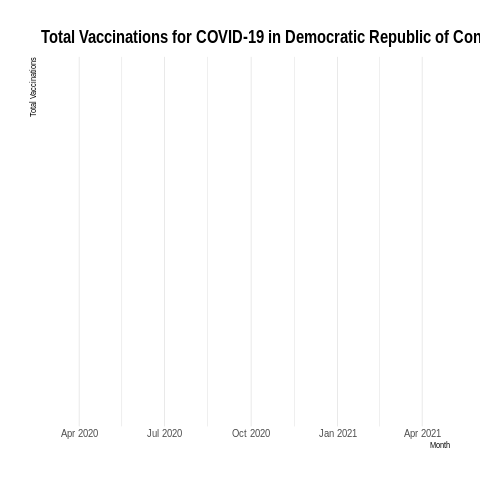 Total Vaccinations for COVID-19 in Democratic Republic of Con
Total Vaccinations
Apr 2020 Jul 2020 Oct 2020 Jan 2021 Apr 2021
Month